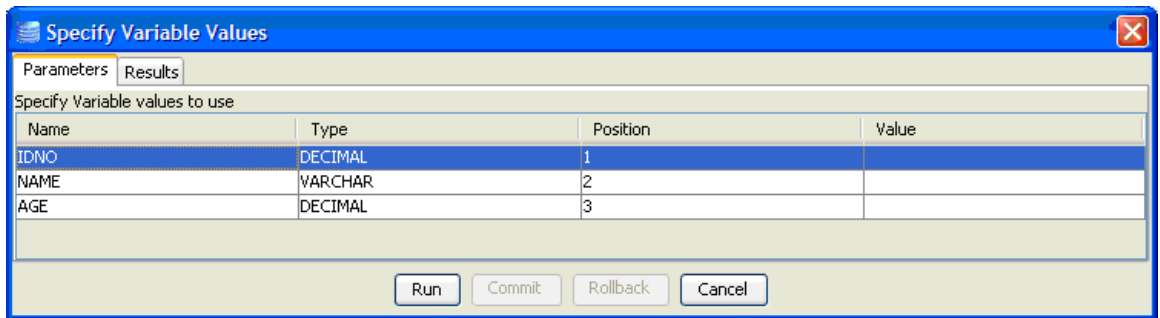 Specify Variable Values
Parameters Results
Specify Variable values to use
Name Type Position Value
IDNO DECIMAL 1
NAME VARCHAR 2
AGE DECIMAL 3
Run Commit Rollback Cancel